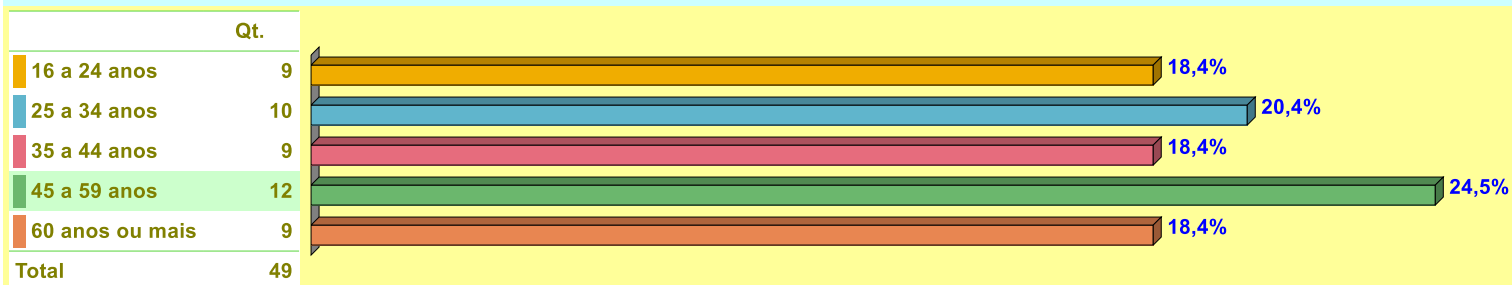 Qt.
16 a 24 anos 9 18,4%
25 a 34 anos 10 20,4%
35 a 44 anos 9 18,4%
45 a 59 anos 12 24,5%
60 anos ou mais 9 18,4%
Total 49